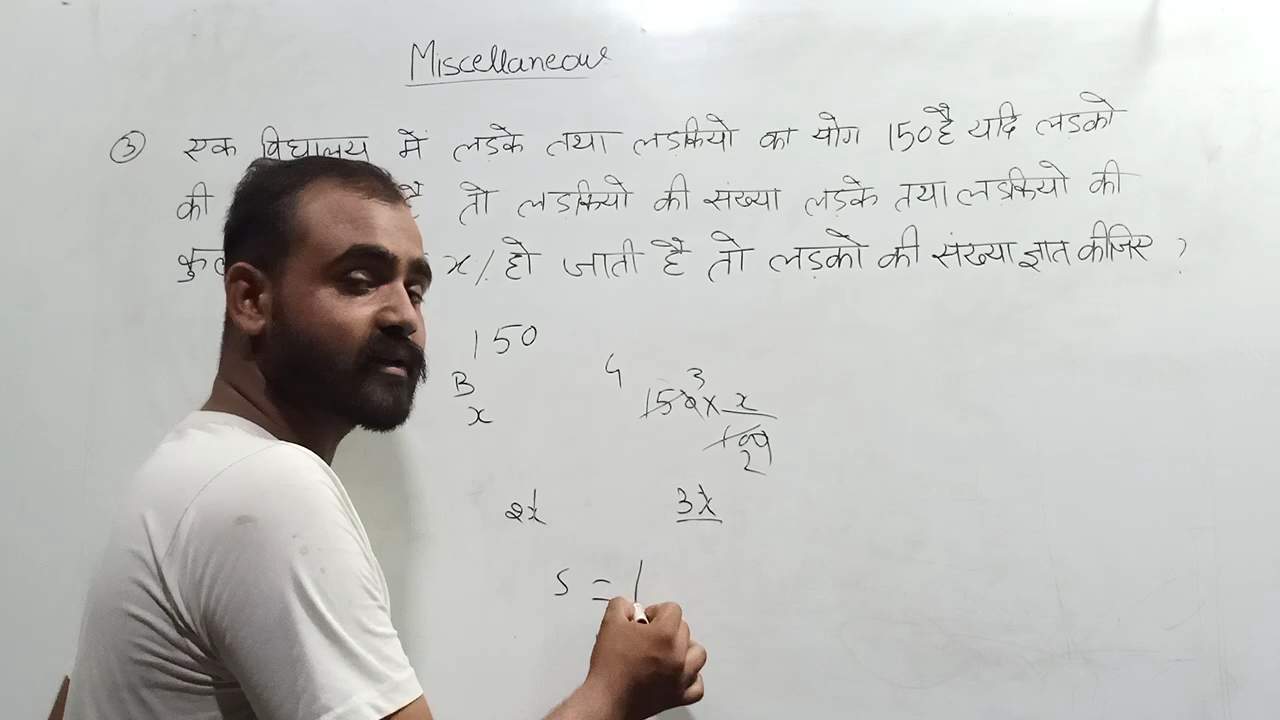 Miscellaneous
③ एक विद्यालय में लड़के तथा लड़कियो का योग 150 है यदि लड़को
की तो लड़कियो की संख्या लड़के तथा लड़कियो की
x% हो जाती है तो लड़को की संख्या ज्ञात कीजिए ?
150
B
x
G
3
150 × x
100
2
2x
3x
5 = 1